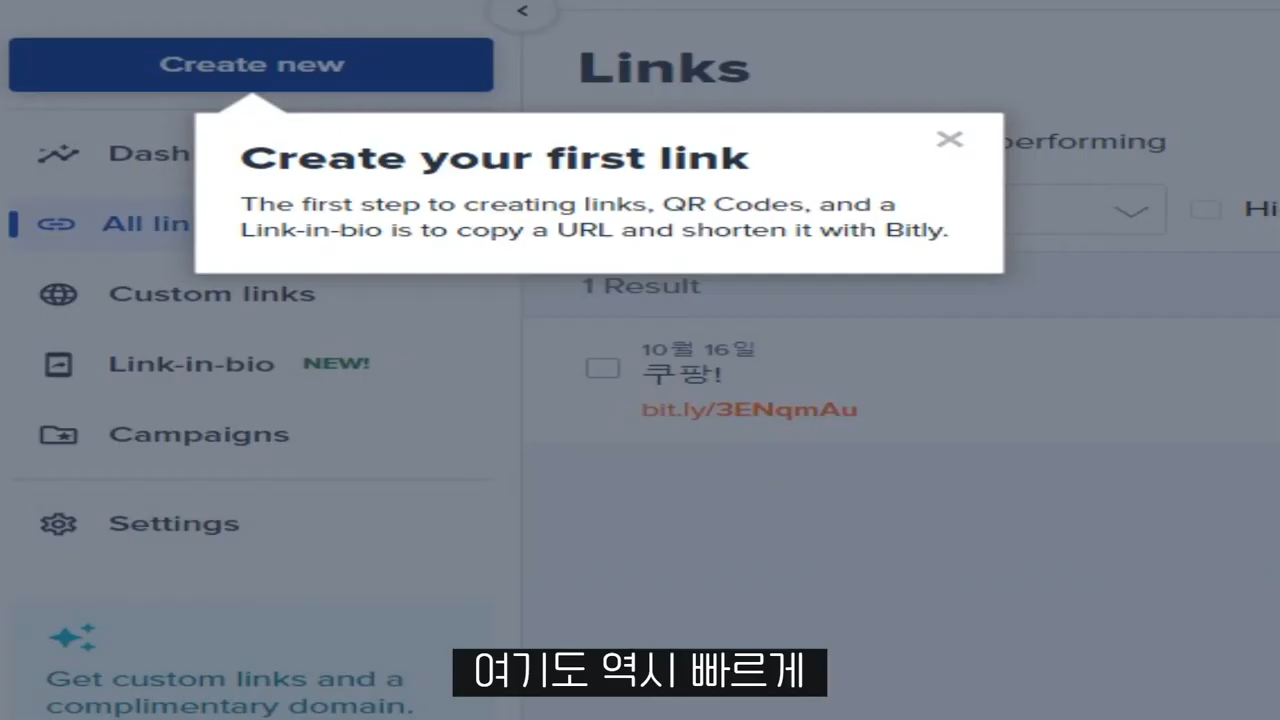 Create new
Links
Create your first link
The first step to creating links, QR Codes, and a
Link-in-bio is to copy a URL and shorten it with Bitly.
Dash
performing
All lin
Hi
Custom links
1 Result
Link-in-bio NEW!
10월 16일
쿠팡!
bit.ly/3ENqmAu
Campaigns
Settings
Get custom links and a
complimentary domain.
여기도 역시 빠르게